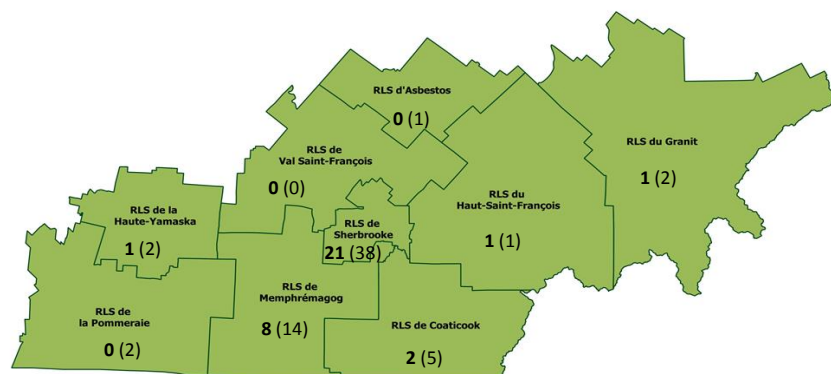 RLS d'Asbestos
0 (1)
RLS du Granit
1 (2)
RLS de
Val Saint-François
0 (0)
RLS du
Haut-Saint-François
1 (1)
RLS de la
Haute-Yamaska
1 (2)
RLS de
Sherbrooke
21 (38)
RLS de
Memphrémagog
8 (14)
RLS de
la Pommeraie
0 (2)
RLS de Coaticook
2 (5)